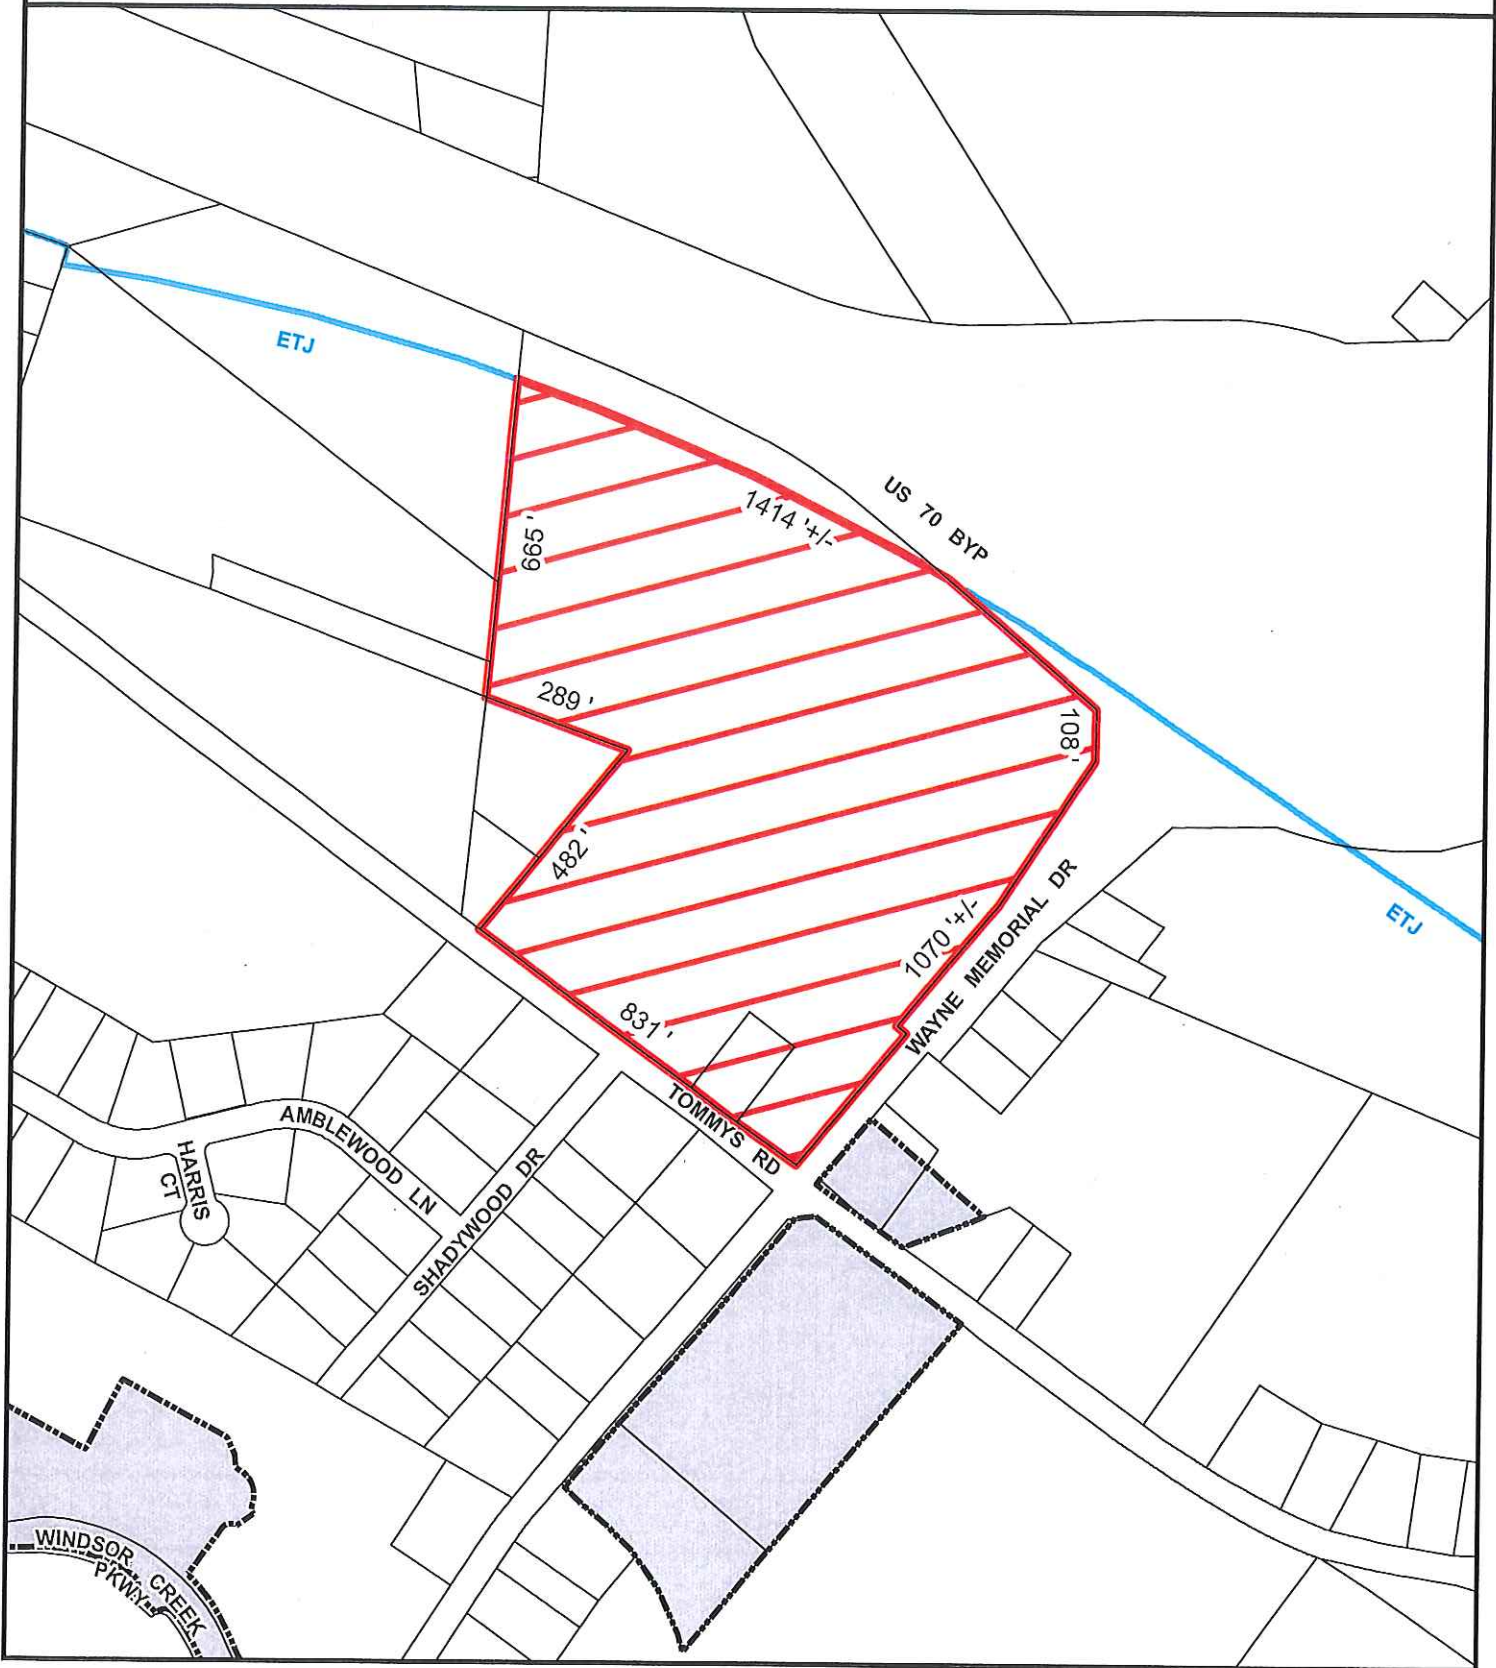 ETJ
US 70 BYP
1414 '+/-
665 '
289 '
108 '
482 '
WAYNE MEMORIAL DR
1070 '+/-
ETJ
831 '
TOMMYS RD
AMBLEWOOD LN
HARRIS
CT
SHADYWOOD DR
WINDSOR CREEK
PKWY